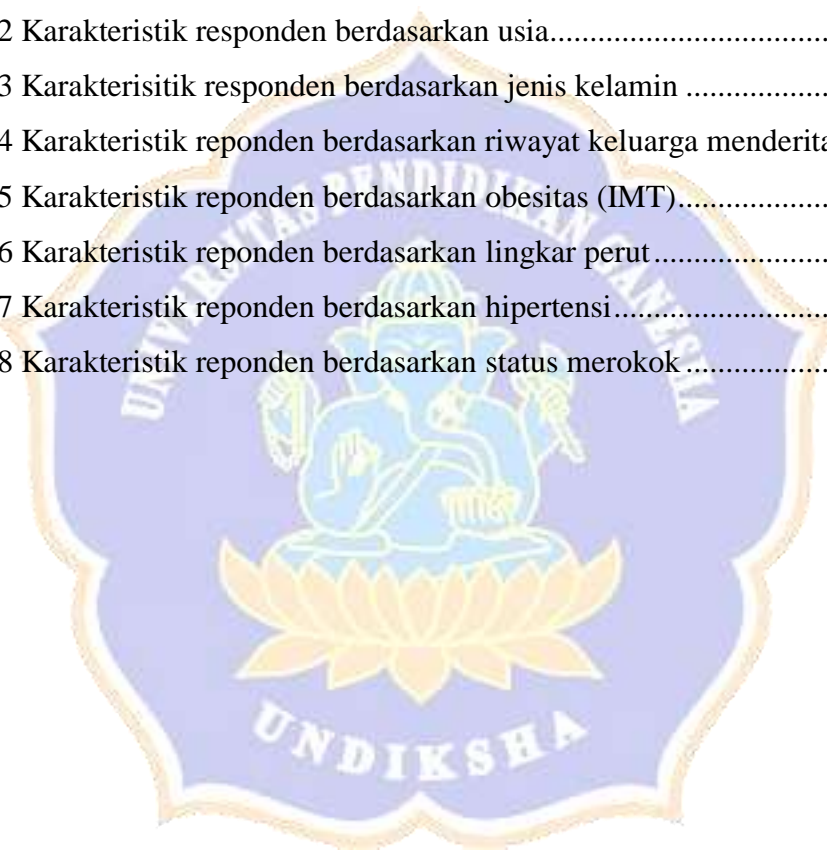 2 Karakteristik responden berdasarkan usia..................................
3 Karakterisitik responden berdasarkan jenis kelamin ..................
4 Karakteristik reponden berdasarkan riwayat keluarga menderita
5 Karakteristik reponden berdasarkan obesitas (IMT)...................
6 Karakteristik reponden berdasarkan lingkar perut......................
7 Karakteristik reponden berdasarkan hipertensi...........................
8 Karakteristik reponden berdasarkan status merokok..................
UNIVERSITAS PENDIDIKAN GANESHA
UNDIKSHA